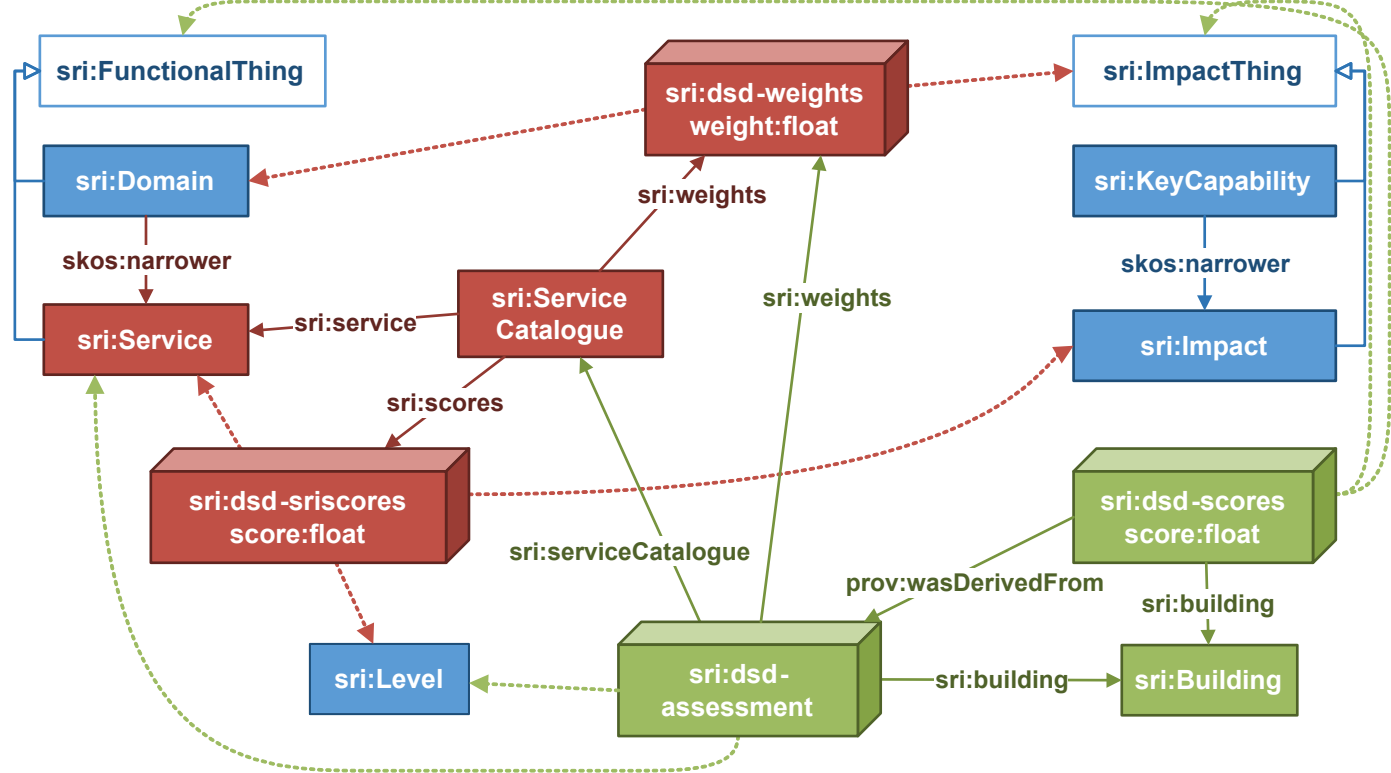 sri:FunctionalThing
sri:dsd-weights
weight:float
sri:ImpactThing
sri:Domain
sri:weights
sri:KeyCapability
skos:narrower
skos:narrower
sri:Service
Catalogue
sri:weights
sri:service
sri:Service
sri:Impact
sri:scores
sri:dsd-sriscores
score:float
sri:dsd-scores
score:float
sri:serviceCatalogue
prov:wasDerivedFrom
sri:building
sri:Level
sri:dsd-
assessment
sri:building
sri:Building